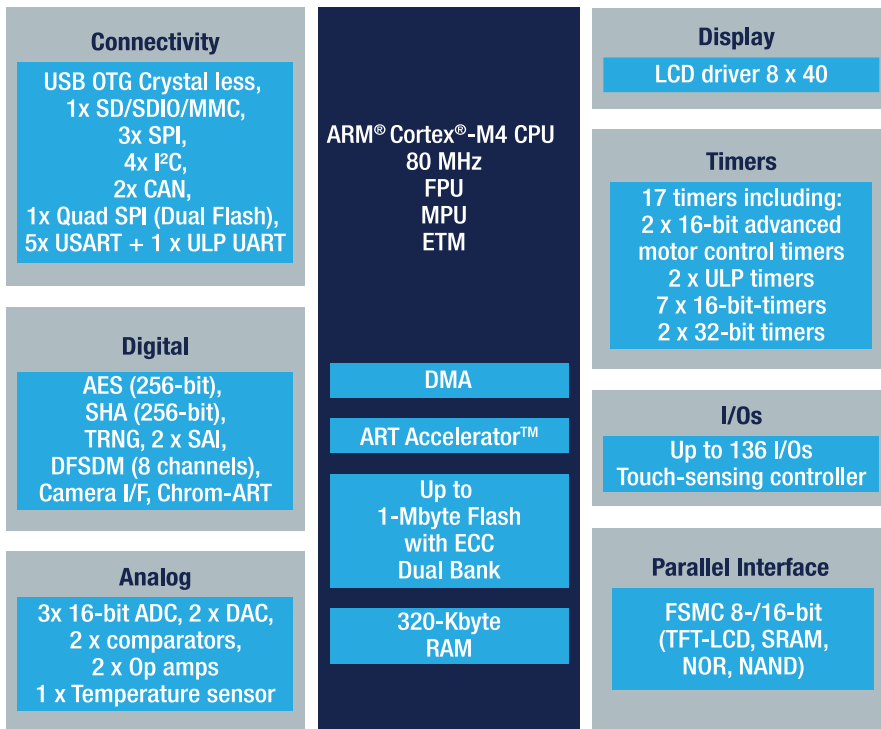 Connectivity
USB OTG Crystal less,
1x SD/SDIO/MMC,
3x SPI,
4x I²C,
2x CAN,
1x Quad SPI (Dual Flash),
5x USART + 1 x ULP UART
Digital
AES (256-bit),
SHA (256-bit),
TRNG, 2 x SAI,
DFSDM (8 channels),
Camera I/F, Chrom-ART
Analog
3x 16-bit ADC, 2 x DAC,
2 x comparators,
2 x Op amps
1 x Temperature sensor
ARM® Cortex®-M4 CPU
80 MHz
FPU
MPU
ETM
DMA
ART Accelerator™
Up to
1-Mbyte Flash
with ECC
Dual Bank
320-Kbyte
RAM
Display
LCD driver 8 x 40
Timers
17 timers including:
2 x 16-bit advanced
motor control timers
2 x ULP timers
7 x 16-bit-timers
2 x 32-bit timers
I/Os
Up to 136 I/Os
Touch-sensing controller
Parallel Interface
FSMC 8-/16-bit
(TFT-LCD, SRAM,
NOR, NAND)